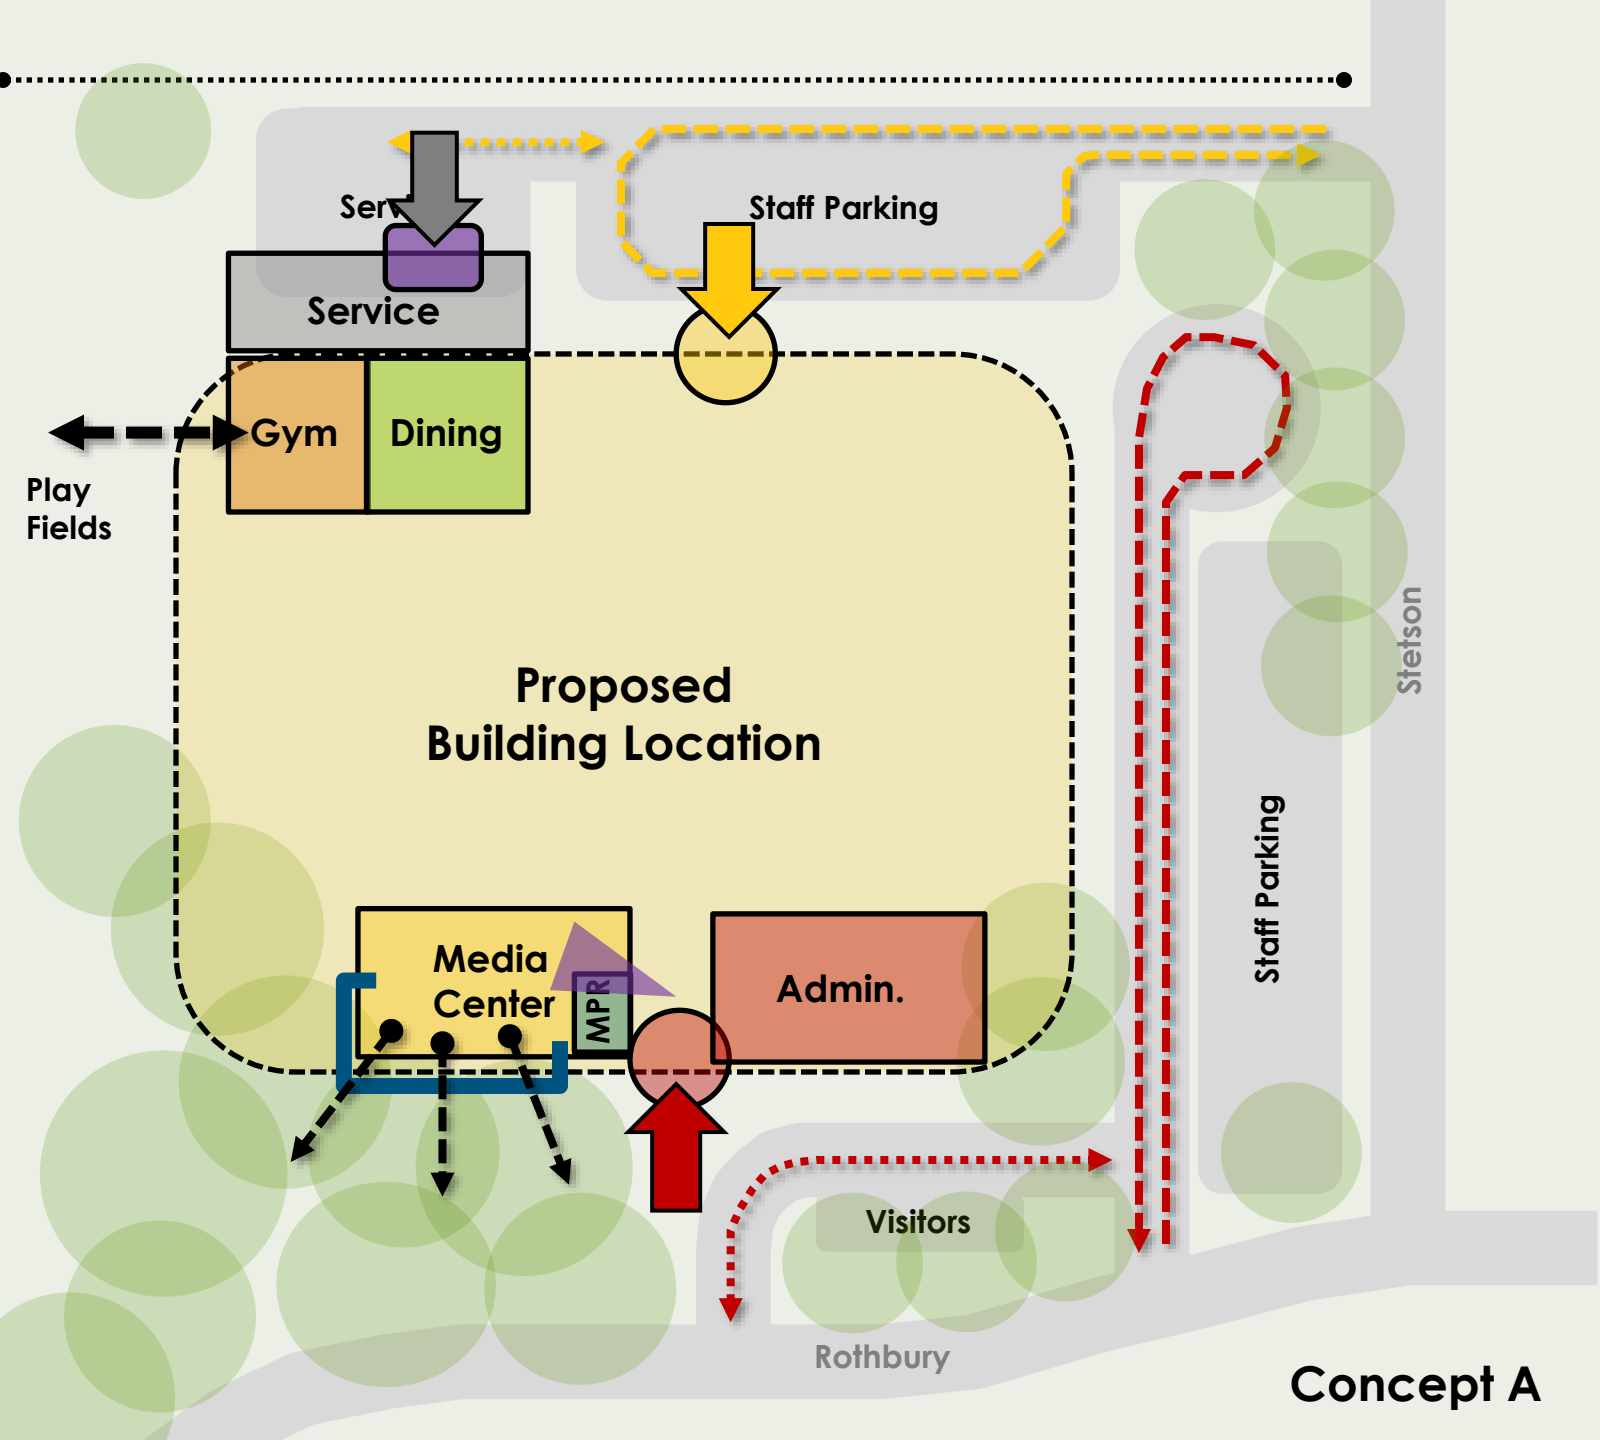 Staff Parking
Service
Gym
Dining
Play
Fields
Stetson
Proposed
Building Location
Staff Parking
Media
Center
MPR
Admin.
Visitors
Rothbury
Concept A